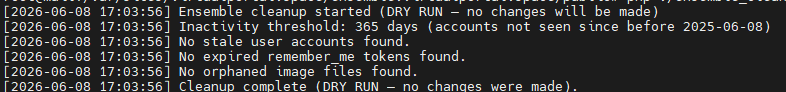 [2026-06-08 17:03:56] Ensemble cleanup started (DRY RUN — no changes will be made)
[2026-06-08 17:03:56] Inactivity threshold: 365 days (accounts not seen since before 2025-06-08)
[2026-06-08 17:03:56] No stale user accounts found.
[2026-06-08 17:03:56] No expired remember_me tokens found.
[2026-06-08 17:03:56] No orphaned image files found.
[2026-06-08 17:03:56] Cleanup complete (DRY RUN — no changes were made).